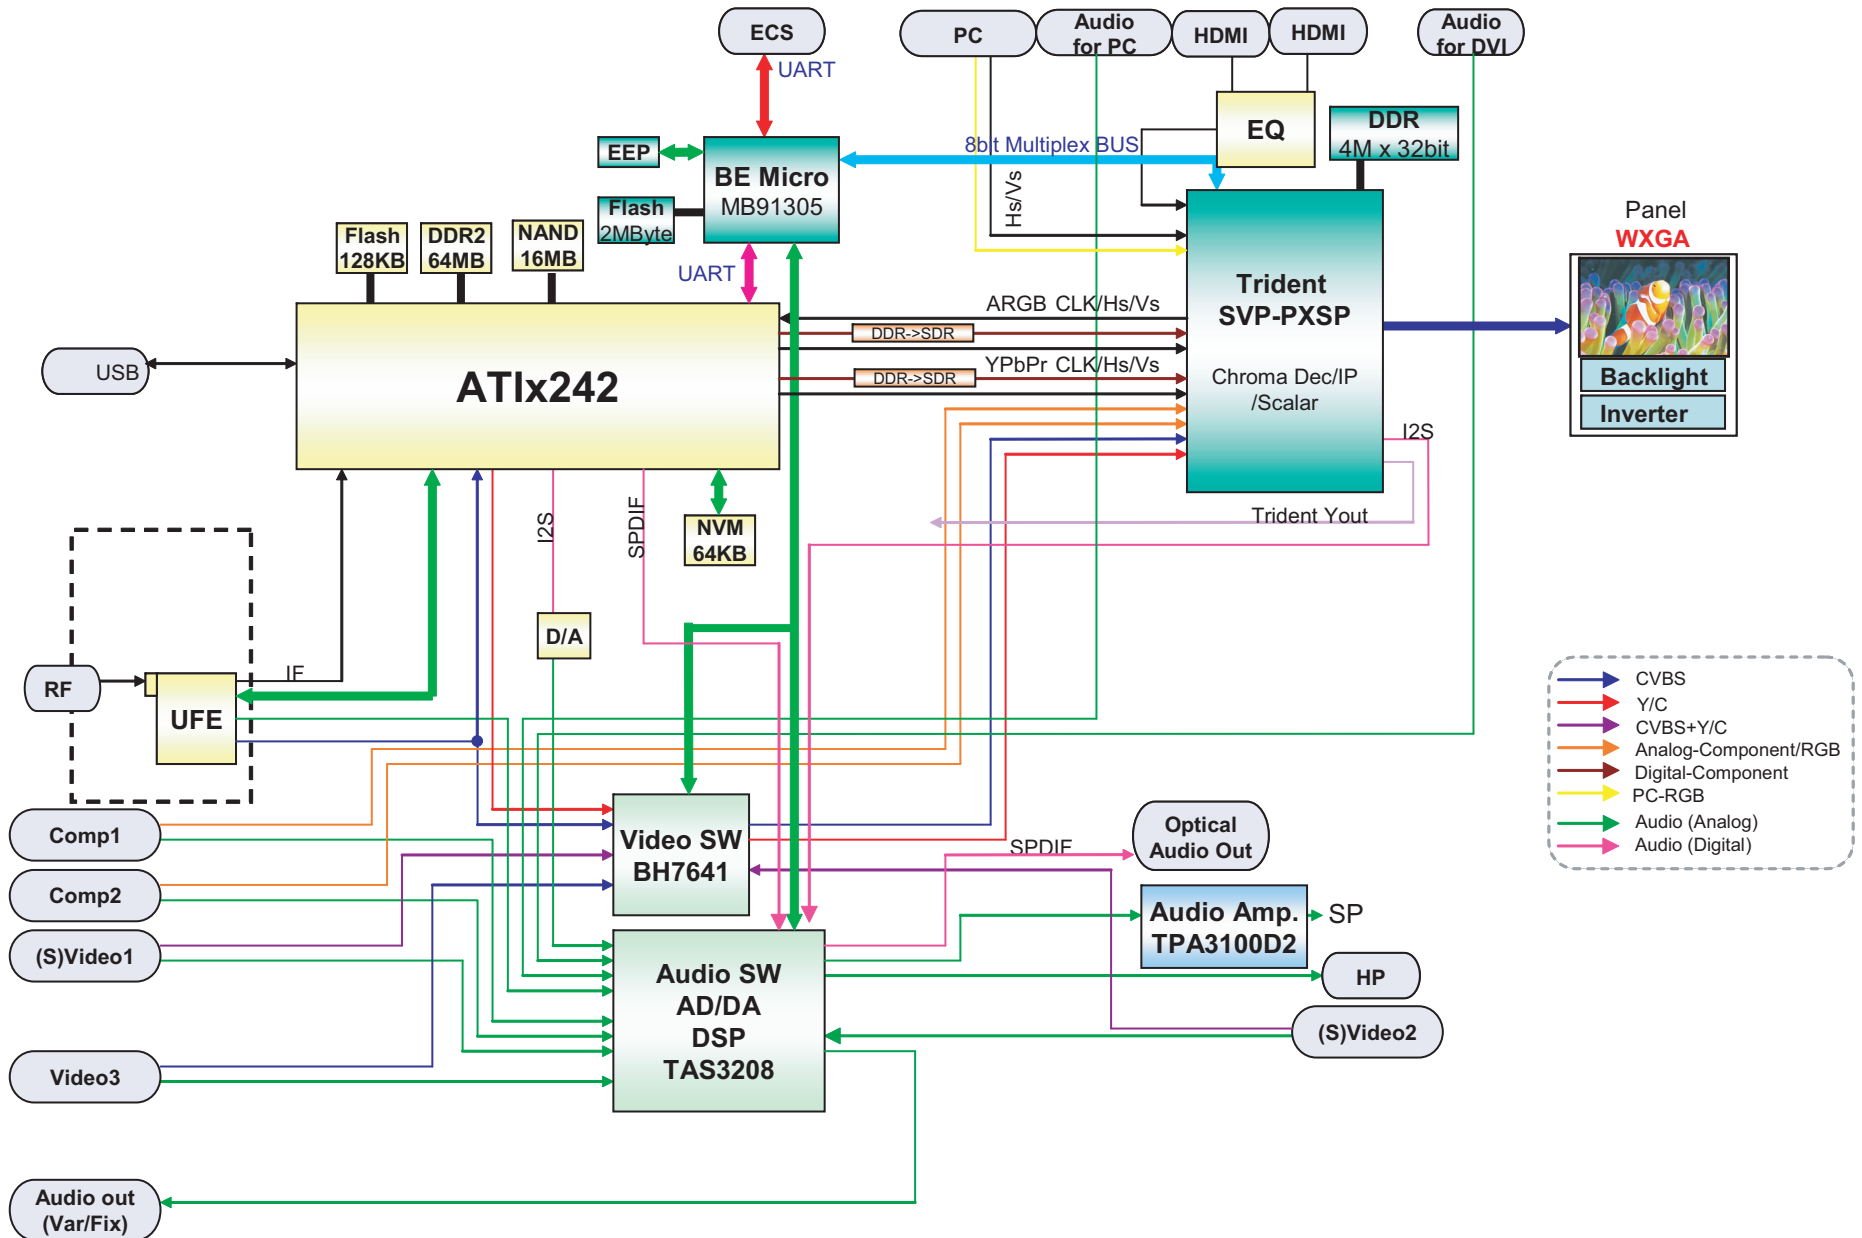 ECS
PC
Audio
for PC
HDMI
HDMI
Audio
for DVI
UART
EEP
BE Micro
MB91305
Flash
2MByte
8bit Multiplex BUS
EQ
DDR
4M x 32bit
Hs/Vs
Flash
128KB
DDR2
64MB
NAND
16MB
UART
Panel
WXGA
Trident
SVP-PXSP
Chroma Dec/IP
/Scalar
ARGB CLK/Hs/Vs
DDR->SDR
YPbPr CLK/Hs/Vs
DDR->SDR
USB
ATIx242
Backlight
Inverter
I2S
I2S
SPDIF
NVM
64KB
Trident Yout
D/A
RF
IF
UFE
CVBS
Y/C
CVBS+Y/C
Analog-Component/RGB
Digital-Component
PC-RGB
Audio (Analog)
Audio (Digital)
Comp1
Video SW
BH7641
SPDIF
Optical
Audio Out
Comp2
Audio Amp.
TPA3100D2
SP
(S)Video1
Audio SW
AD/DA
DSP
TAS3208
HP
(S)Video2
Video3
Audio out
(Var/Fix)